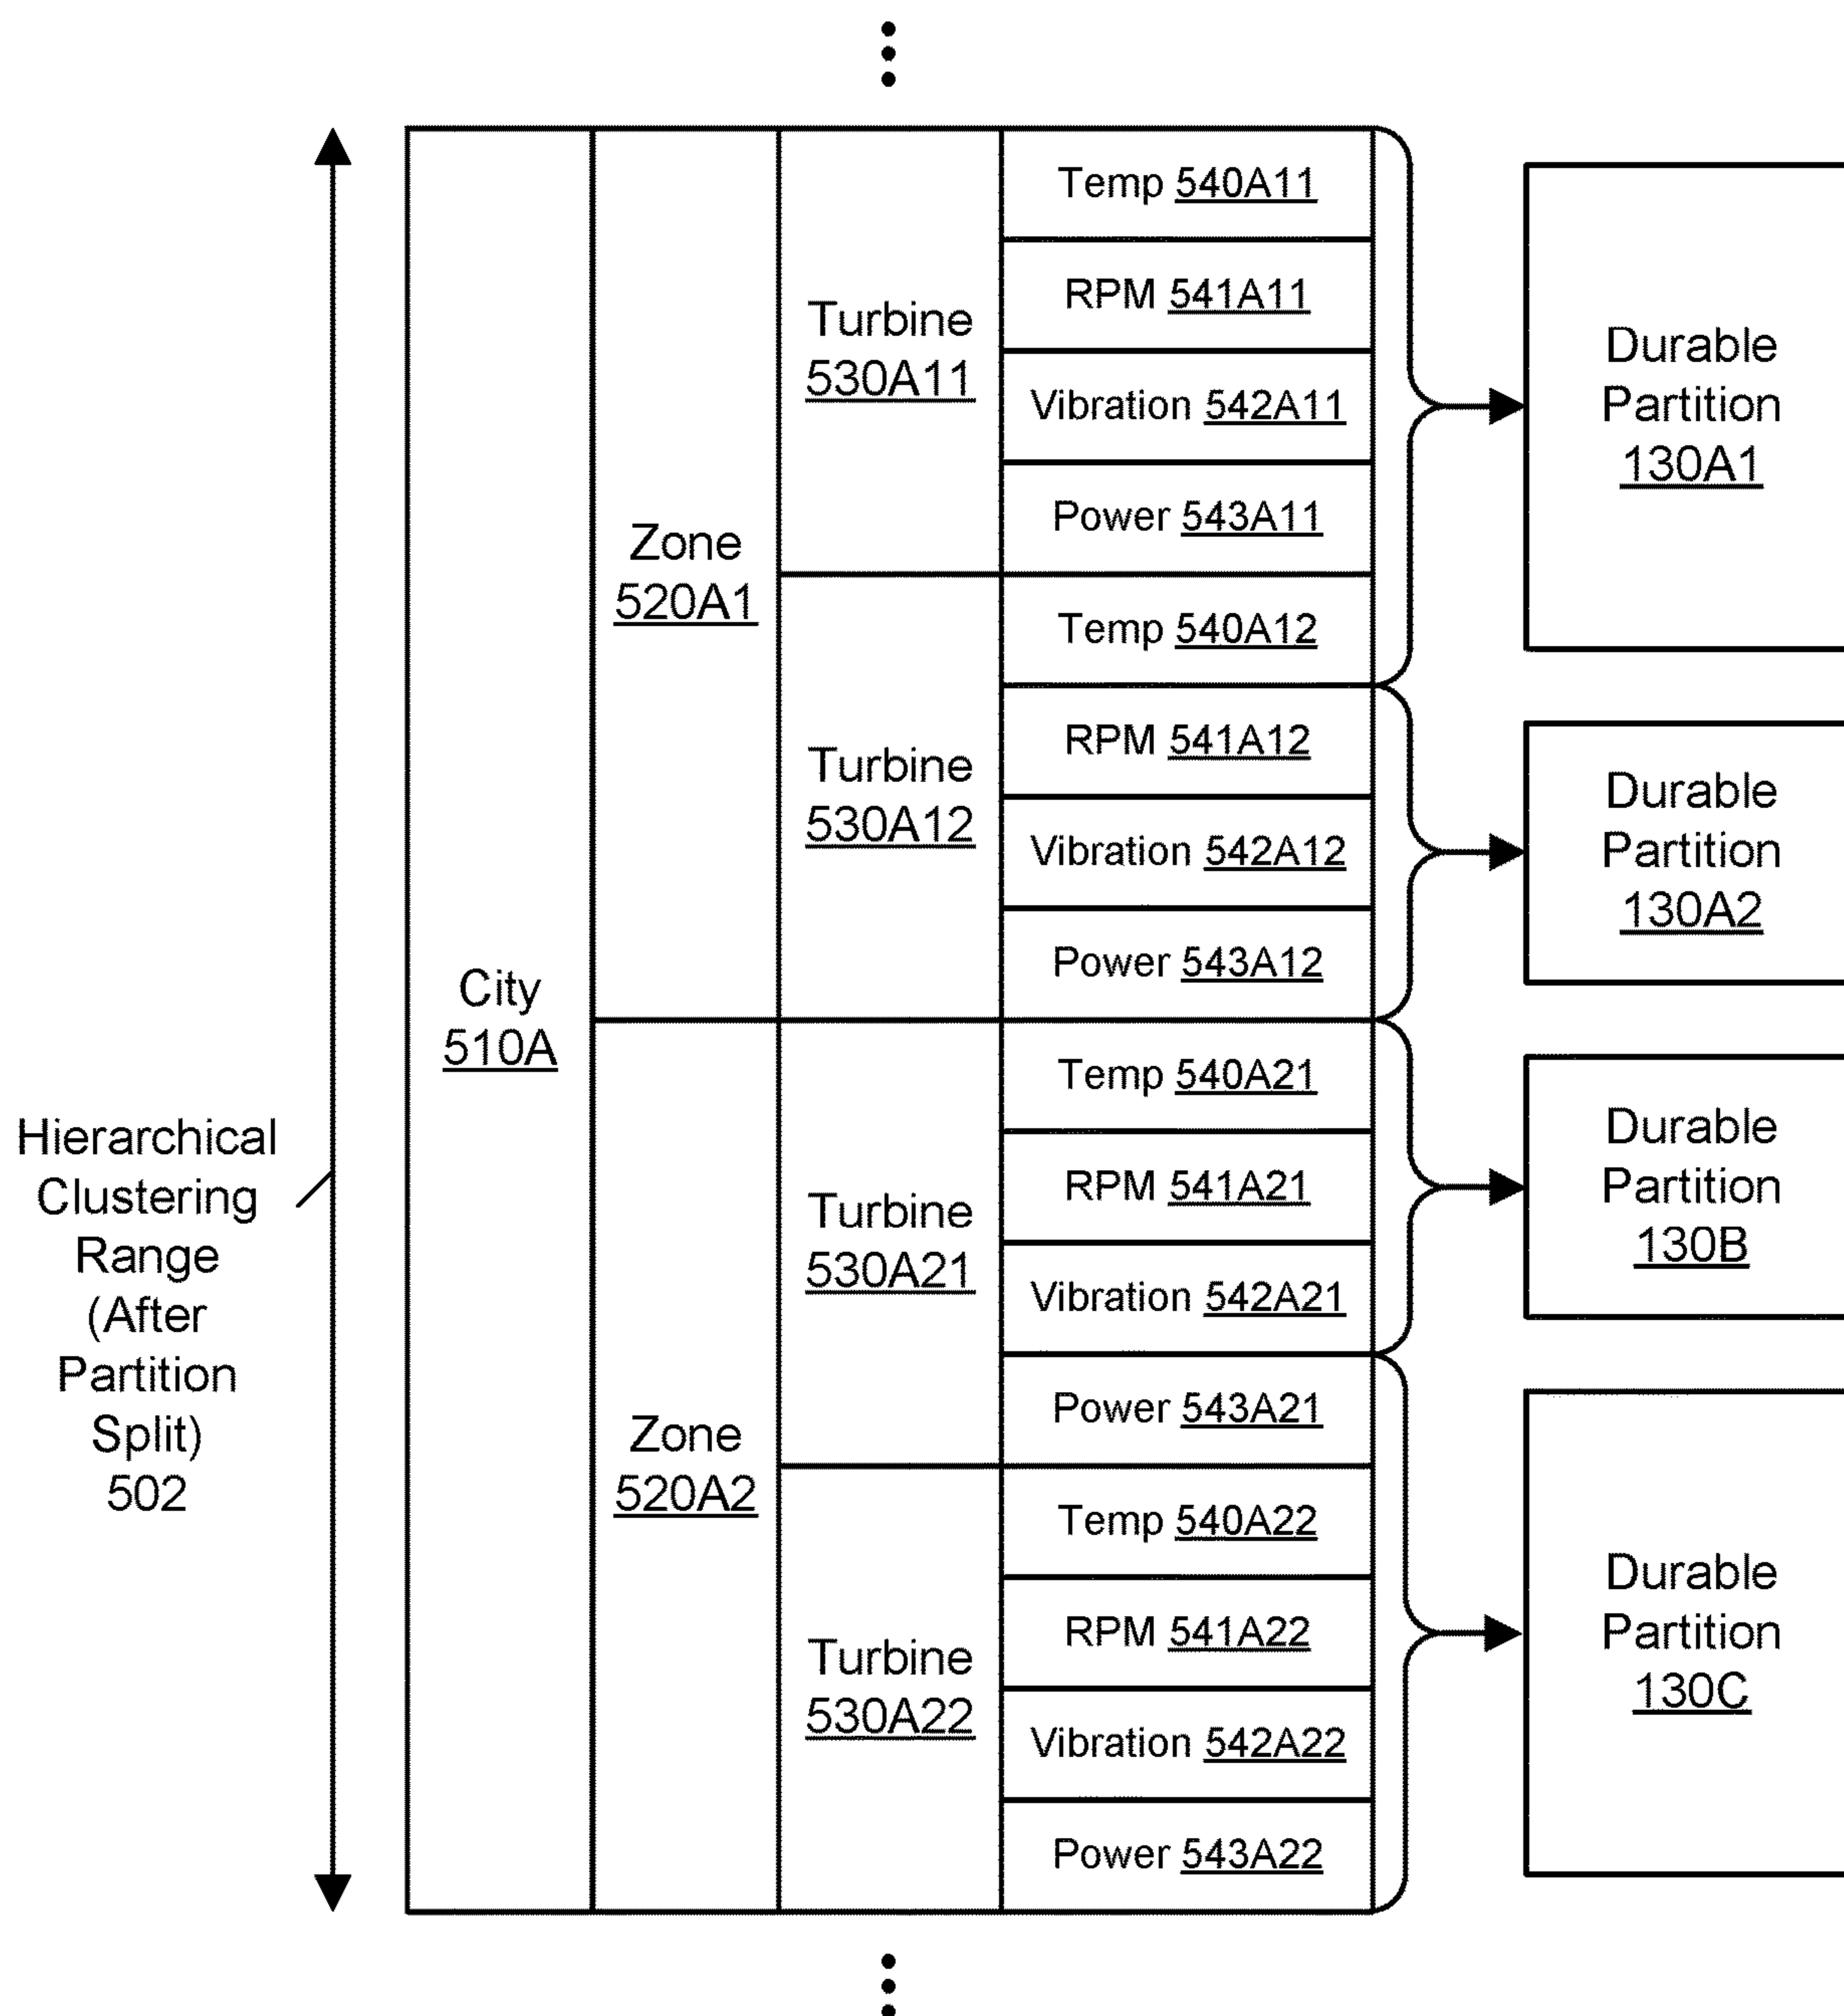 Hierarchical
Clustering
Range
(After
Partition
Split)
502
City
510A
Zone
520A1
Zone
520A2
Turbine
530A11
Turbine
530A12
Turbine
530A21
Turbine
530A22
Temp 540A11
RPM 541A11
Vibration 542A11
Power 543A11
Temp 540A12
RPM 541A12
Vibration 542A12
Power 543A12
Temp 540A21
RPM 541A21
Vibration 542A21
Power 543A21
Temp 540A22
RPM 541A22
Vibration 542A22
Power 543A22
Durable
Partition
130A1
Durable
Partition
130A2
Durable
Partition
130B
Durable
Partition
130C